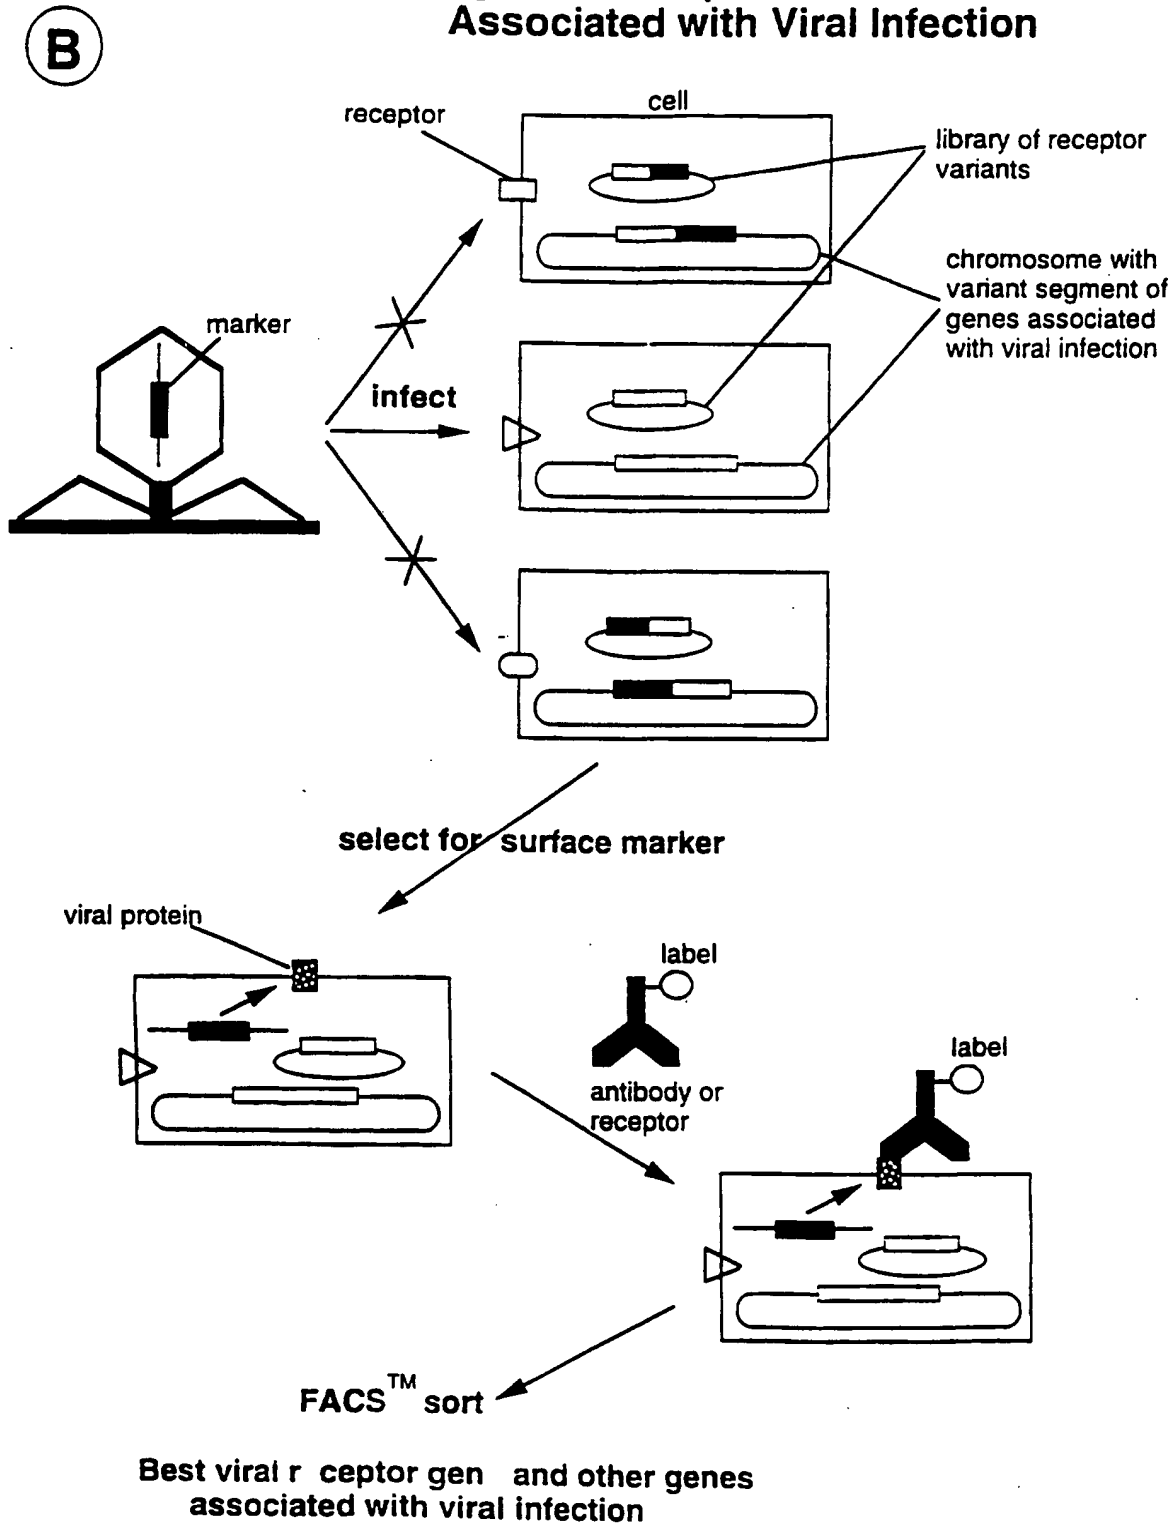 B
Associated with Viral Infection
cell
receptor
library of receptor
variants
chromosome with
variant segment of
genes associated
with viral infection
marker
infect
select for surface marker
viral protein
label
antibody or
receptor
label
FACS™ sort
Best viral r ceptor gen and other genes
associated with viral infection